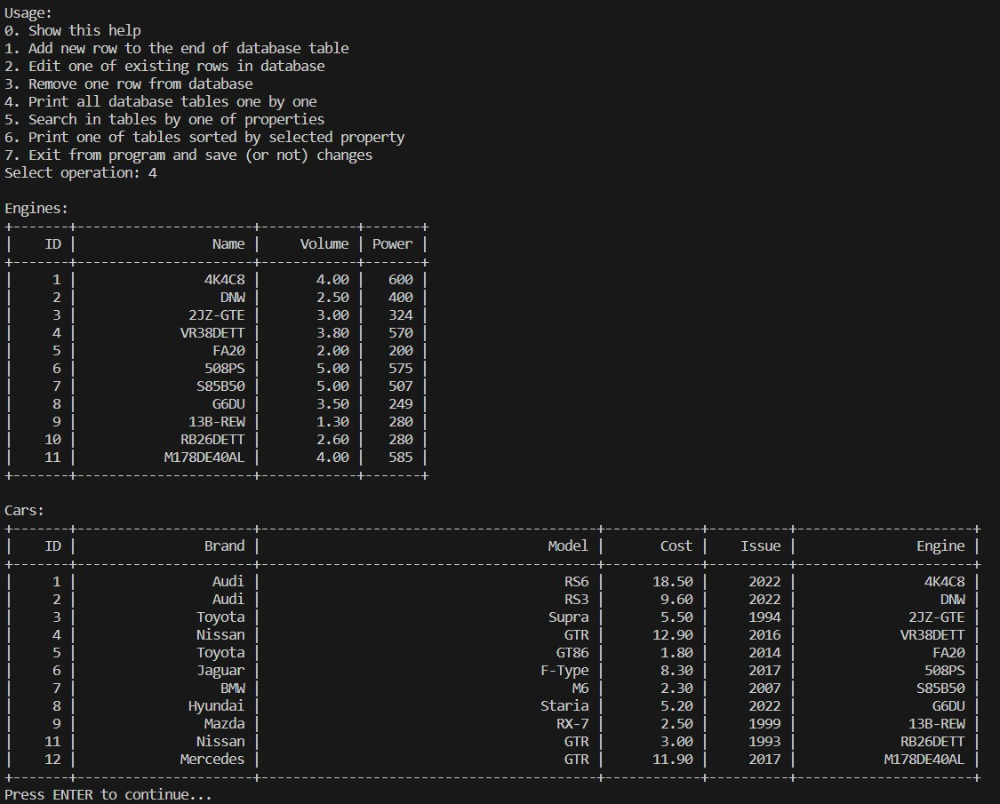 Usage:
0. Show this help
1. Add new row to the end of database table
2. Edit one of existing rows in database
3. Remove one row from database
4. Print all database tables one by one
5. Search in tables by one of properties
6. Print one of tables sorted by selected property
7. Exit from program and save (or not) changes
Select operation: 4
Engines:
+-------+----------------------+------------+-------+
|    ID |                 Name |     Volume | Power |
+-------+----------------------+------------+-------+
|     1 |                4K4C8 |       4.00 |   600 |
|     2 |                  DNW |       2.50 |   400 |
|     3 |              2JZ-GTE |       3.00 |   324 |
|     4 |             VR38DETT |       3.80 |   570 |
|     5 |                 FA20 |       2.00 |   200 |
|     6 |                508PS |       5.00 |   575 |
|     7 |               S85B50 |       5.00 |   507 |
|     8 |                 G6DU |       3.50 |   249 |
|     9 |              13B-REW |       1.30 |   280 |
|    10 |             RB26DETT |       2.60 |   280 |
|    11 |           M178DE40AL |       4.00 |   585 |
+-------+----------------------+------------+-------+
Cars:
+-------+----------------------+------------------------------------------+------------+----------+----------------------+
|    ID |                Brand |                                    Model |       Cost |    Issue |               Engine |
+-------+----------------------+------------------------------------------+------------+----------+----------------------+
|     1 |                 Audi |                                      RS6 |      18.50 |     2022 |                4K4C8 |
|     2 |                 Audi |                                      RS3 |       9.60 |     2022 |                  DNW |
|     3 |               Toyota |                                    Supra |       5.50 |     1994 |              2JZ-GTE |
|     4 |               Nissan |                                      GTR |      12.90 |     2016 |             VR38DETT |
|     5 |               Toyota |                                     GT86 |       1.80 |     2014 |                 FA20 |
|     6 |               Jaguar |                                   F-Type |       8.30 |     2017 |                508PS |
|     7 |                  BMW |                                       M6 |       2.30 |     2007 |               S85B50 |
|     8 |              Hyundai |                                   Staria |       5.20 |     2022 |                 G6DU |
|     9 |                Mazda |                                     RX-7 |       2.50 |     1999 |              13B-REW |
|    11 |               Nissan |                                      GTR |       3.00 |     1993 |             RB26DETT |
|    12 |             Mercedes |                                      GTR |      11.90 |     2017 |           M178DE40AL |
+-------+----------------------+------------------------------------------+------------+----------+----------------------+
Press ENTER to continue...